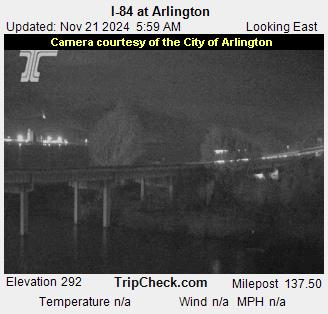 I-84 at Arlington
Updated: Nov 21 2024 5:59 AM Looking East
Camera courtesy of the City of Arlington
Elevation 292 TripCheck.com Milepost 137.50
Temperature n/a Wind n/a MPH n/a